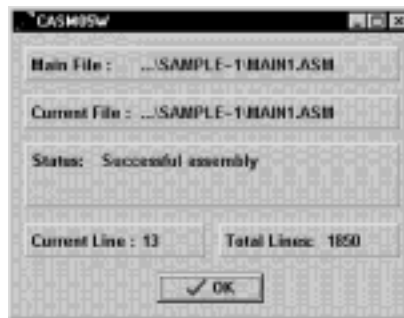 CASM05W
Main File : ...\SAMPLE~1\MAIN1.ASM
Current File : ...\SAMPLE~1\MAIN1.ASM
Status: Successful assembly
Current Line : 13 Total Lines: 1850
OK